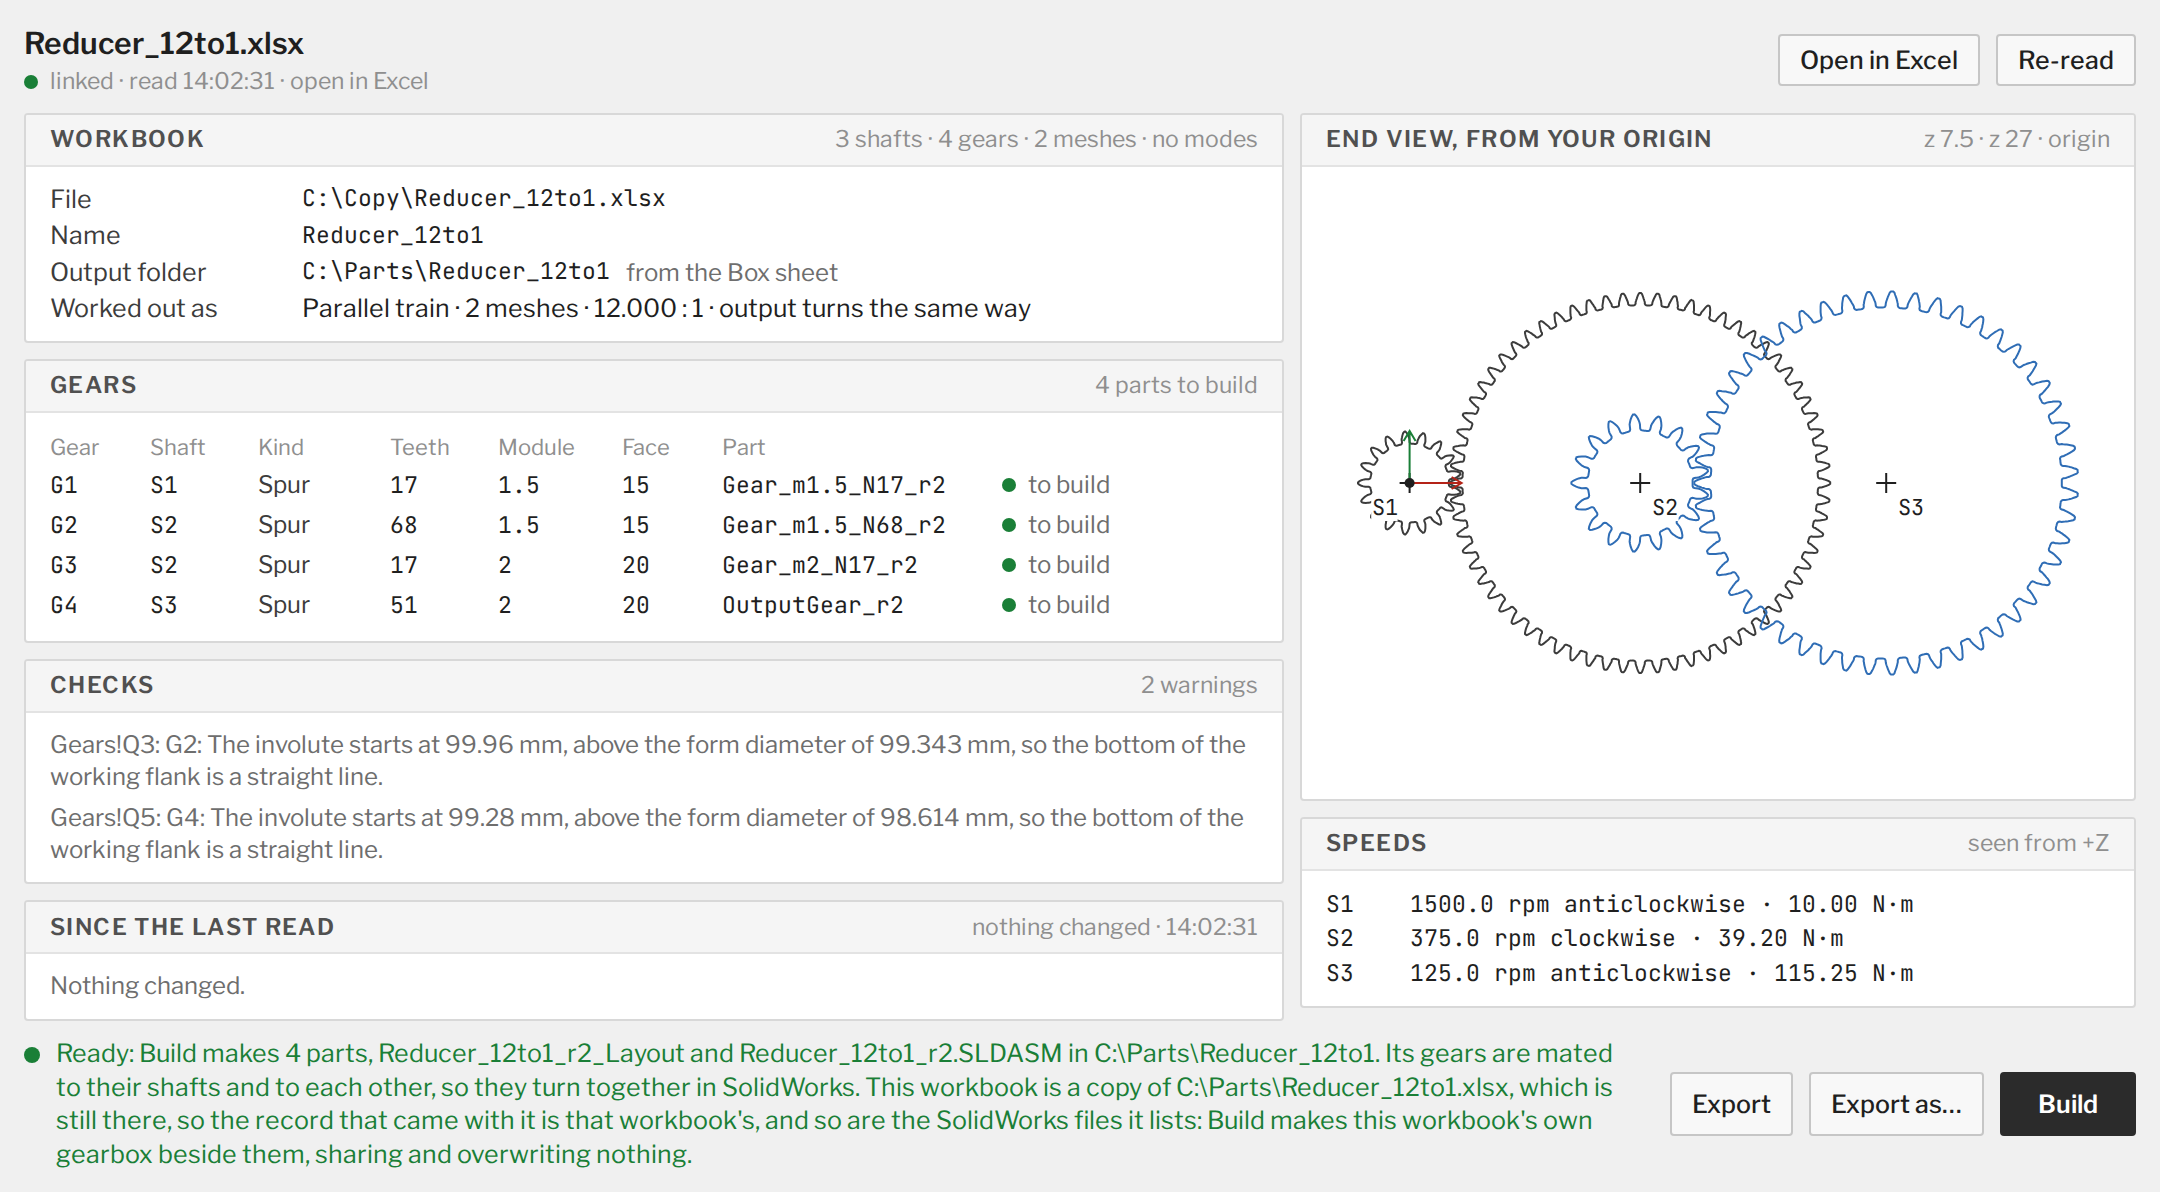 Reducer_12to1.xlsx
linked · read 14:02:31 · open in Excel
Open in Excel
Re-read
WORKBOOK
3 shafts · 4 gears · 2 meshes · no modes
File C:\Copy\Reducer_12to1.xlsx
Name Reducer_12to1
Output folder C:\Parts\Reducer_12to1 from the Box sheet
Worked out as Parallel train · 2 meshes · 12.000 : 1 · output turns the same way
GEARS
4 parts to build
Gear Shaft Kind Teeth Module Face Part
G1 S1 Spur 17 1.5 15 Gear_m1.5_N17_r2 to build
G2 S2 Spur 68 1.5 15 Gear_m1.5_N68_r2 to build
G3 S2 Spur 17 2 20 Gear_m2_N17_r2 to build
G4 S3 Spur 51 2 20 OutputGear_r2 to build
CHECKS
2 warnings
Gears!Q3: G2: The involute starts at 99.96 mm, above the form diameter of 99.343 mm, so the bottom of the
working flank is a straight line.
Gears!Q5: G4: The involute starts at 99.28 mm, above the form diameter of 98.614 mm, so the bottom of the
working flank is a straight line.
SINCE THE LAST READ
nothing changed · 14:02:31
Nothing changed.
END VIEW, FROM YOUR ORIGIN
z 7.5 · z 27 · origin
S1
S2
S3
SPEEDS
seen from +Z
S1 1500.0 rpm anticlockwise · 10.00 N·m
S2 375.0 rpm clockwise · 39.20 N·m
S3 125.0 rpm anticlockwise · 115.25 N·m
Ready: Build makes 4 parts, Reducer_12to1_r2_Layout and Reducer_12to1_r2.SLDASM in C:\Parts\Reducer_12to1. Its gears are mated
to their shafts and to each other, so they turn together in SolidWorks. This workbook is a copy of C:\Parts\Reducer_12to1.xlsx, which is
still there, so the record that came with it is that workbook's, and so are the SolidWorks files it lists: Build makes this workbook's own
gearbox beside them, sharing and overwriting nothing.
Export
Export as...
Build